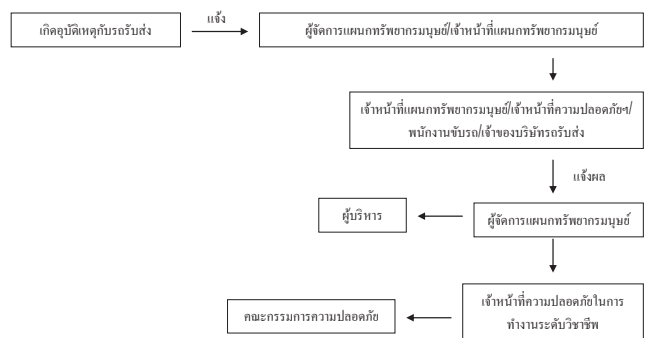 เกิดอุบัติเหตุกับรถรับส่ง
แจ้ง
ผู้จัดการแผนกทรัพยากรมนุษย์/เจ้าหน้าที่แผนกทรัพยากรมนุษย์
เจ้าหน้าที่แผนกทรัพยากรมนุษย์/เจ้าหน้าที่ความปลอดภัยฯ/
พนักงานขับรถ/เจ้าของบริษัทรถรับส่ง
แจ้งผล
ผู้บริหาร
ผู้จัดการแผนกทรัพยากรมนุษย์
คณะกรรมการความปลอดภัย
เจ้าหน้าที่ความปลอดภัยในการ
ทำงานระดับวิชาชีพ